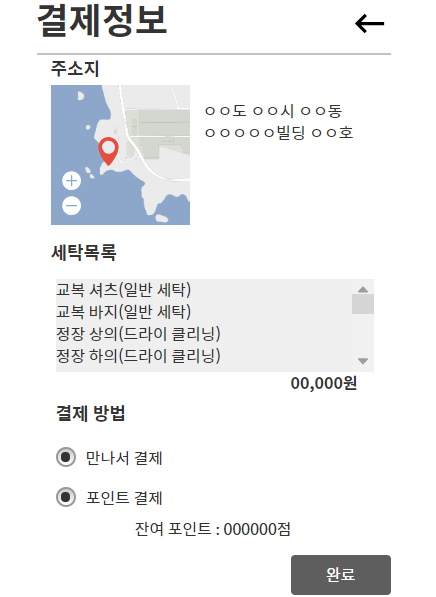 결제정보
주소지
ㅇㅇ도 ㅇㅇ시 ㅇㅇ동
ㅇㅇㅇㅇㅇ빌딩 ㅇㅇ호
세탁목록
교복 셔츠(일반 세탁)
교복 바지(일반 세탁)
정장 상의(드라이 클리닝)
정장 하의(드라이 클리닝)
00,000원
결제 방법
만나서 결제
포인트 결제
잔여 포인트 : 000000점
완료